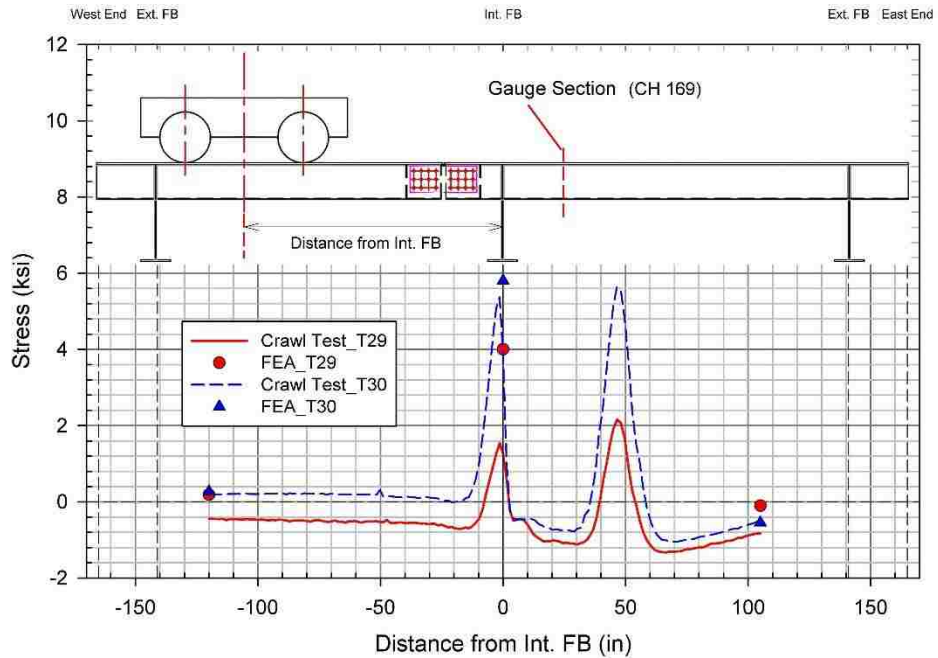 West End Ext. FB Int. FB Ext. FB East End
12
10
8
6
4
2
0
-2
Stress (ksi)
Gauge Section (CH 169)
Distance from Int. FB
Crawl Test_T29
FEA_T29
Crawl Test_T30
FEA_T30
-150 -100 -50 0 50 100 150
Distance from Int. FB (in)